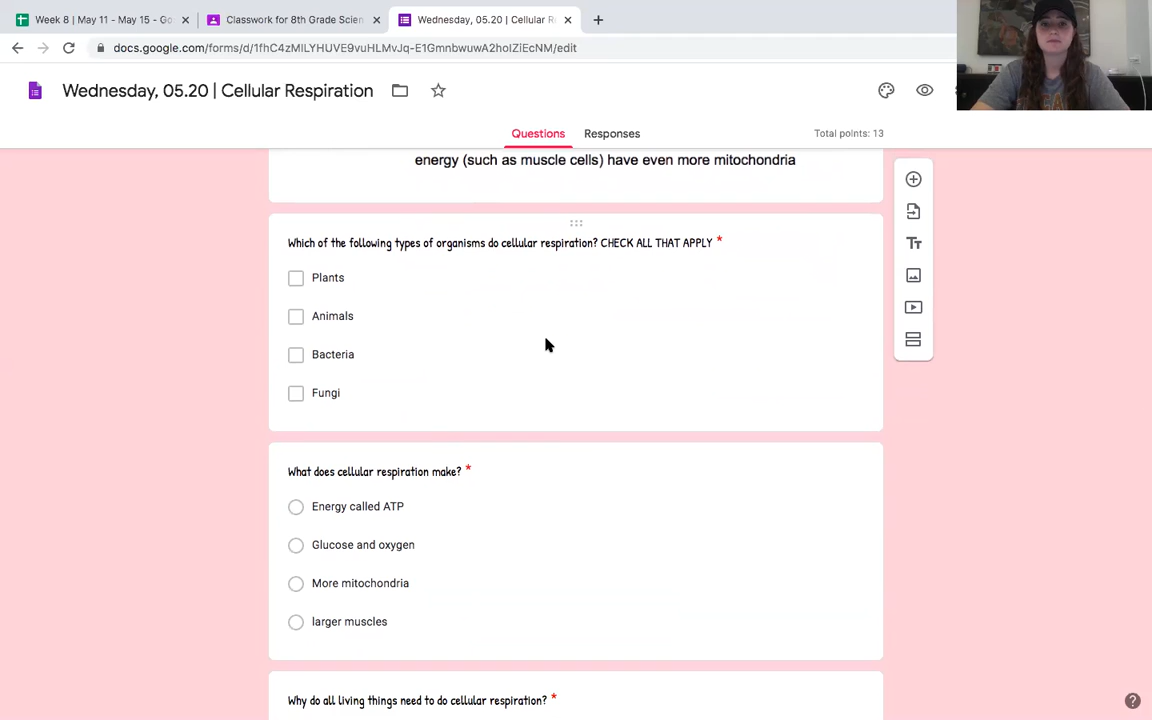 Week 8 | May 11 - May 15 - Go
Classwork for 8th Grade Scien
Wednesday, 05.20 | Cellular R
docs.google.com/forms/d/1fhC4zMILYHUVE9vuHLMvJq-E1GmnbwuwA2hoIZiEcNM/edit
Wednesday, 05.20 | Cellular Respiration
Questions
Responses
Total points: 13
energy (such as muscle cells) have even more mitochondria
Which of the following types of organisms do cellular respiration? CHECK ALL THAT APPLY *
Plants
Animals
Bacteria
Fungi
What does cellular respiration make? *
Energy called ATP
Glucose and oxygen
More mitochondria
larger muscles
Why do all living things need to do cellular respiration? *